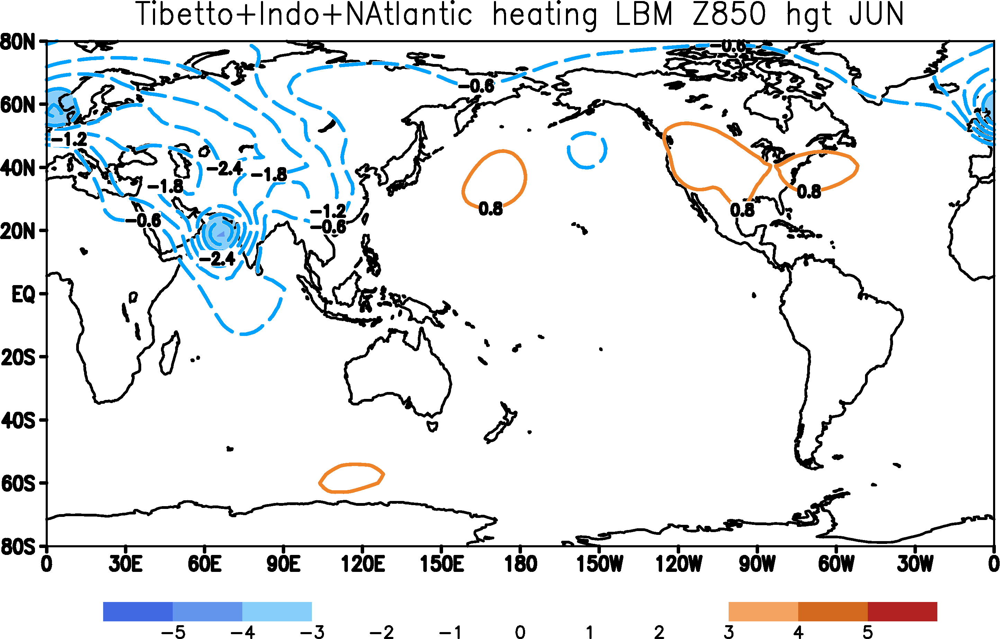 Tibetto+Indo+NAtlantic heating LBM Z850 hgt JUN
80N
-0.6
-0.6
60N
-1.2
40N
-2.4
-1.8
-1.8
0.8
0.8
0.8
-1.2
-0.6
-0.6
20N
-2.4
EQ
20S
40S
60S
80S
0 30E 60E 90E 120E 150E 180 150W 120W 90W 60W 30W 0
-5 -4 -3 -2 -1 0 1 2 3 4 5